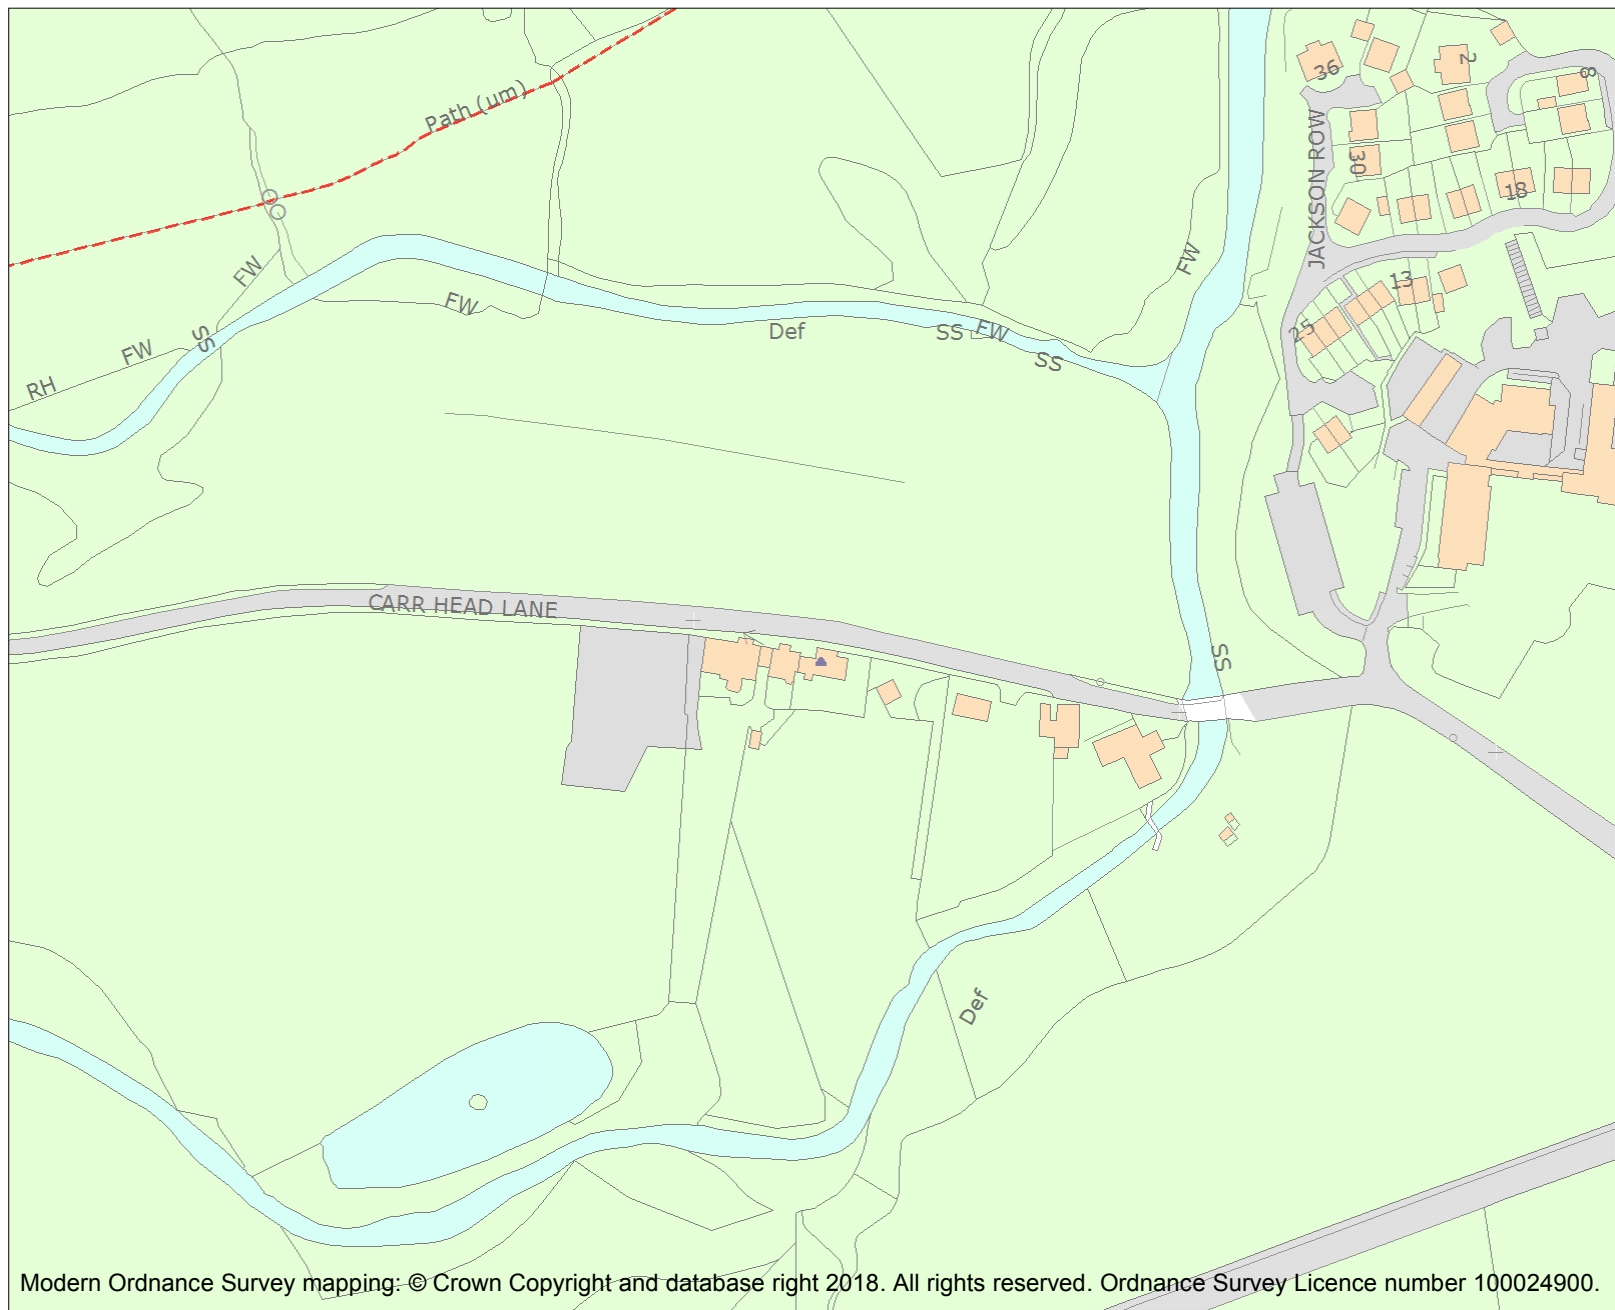 36
2
8
Path (um)
JACKSON ROW
30
18
FW
FW
FW
13
SS
FW
Def
SS
FW
25
FW
SS
RH
CARR HEAD LANE
SS
Def
Modern Ordnance Survey mapping: © Crown Copyright and database right 2018. All rights reserved. Ordnance Survey Licence number 100024900.